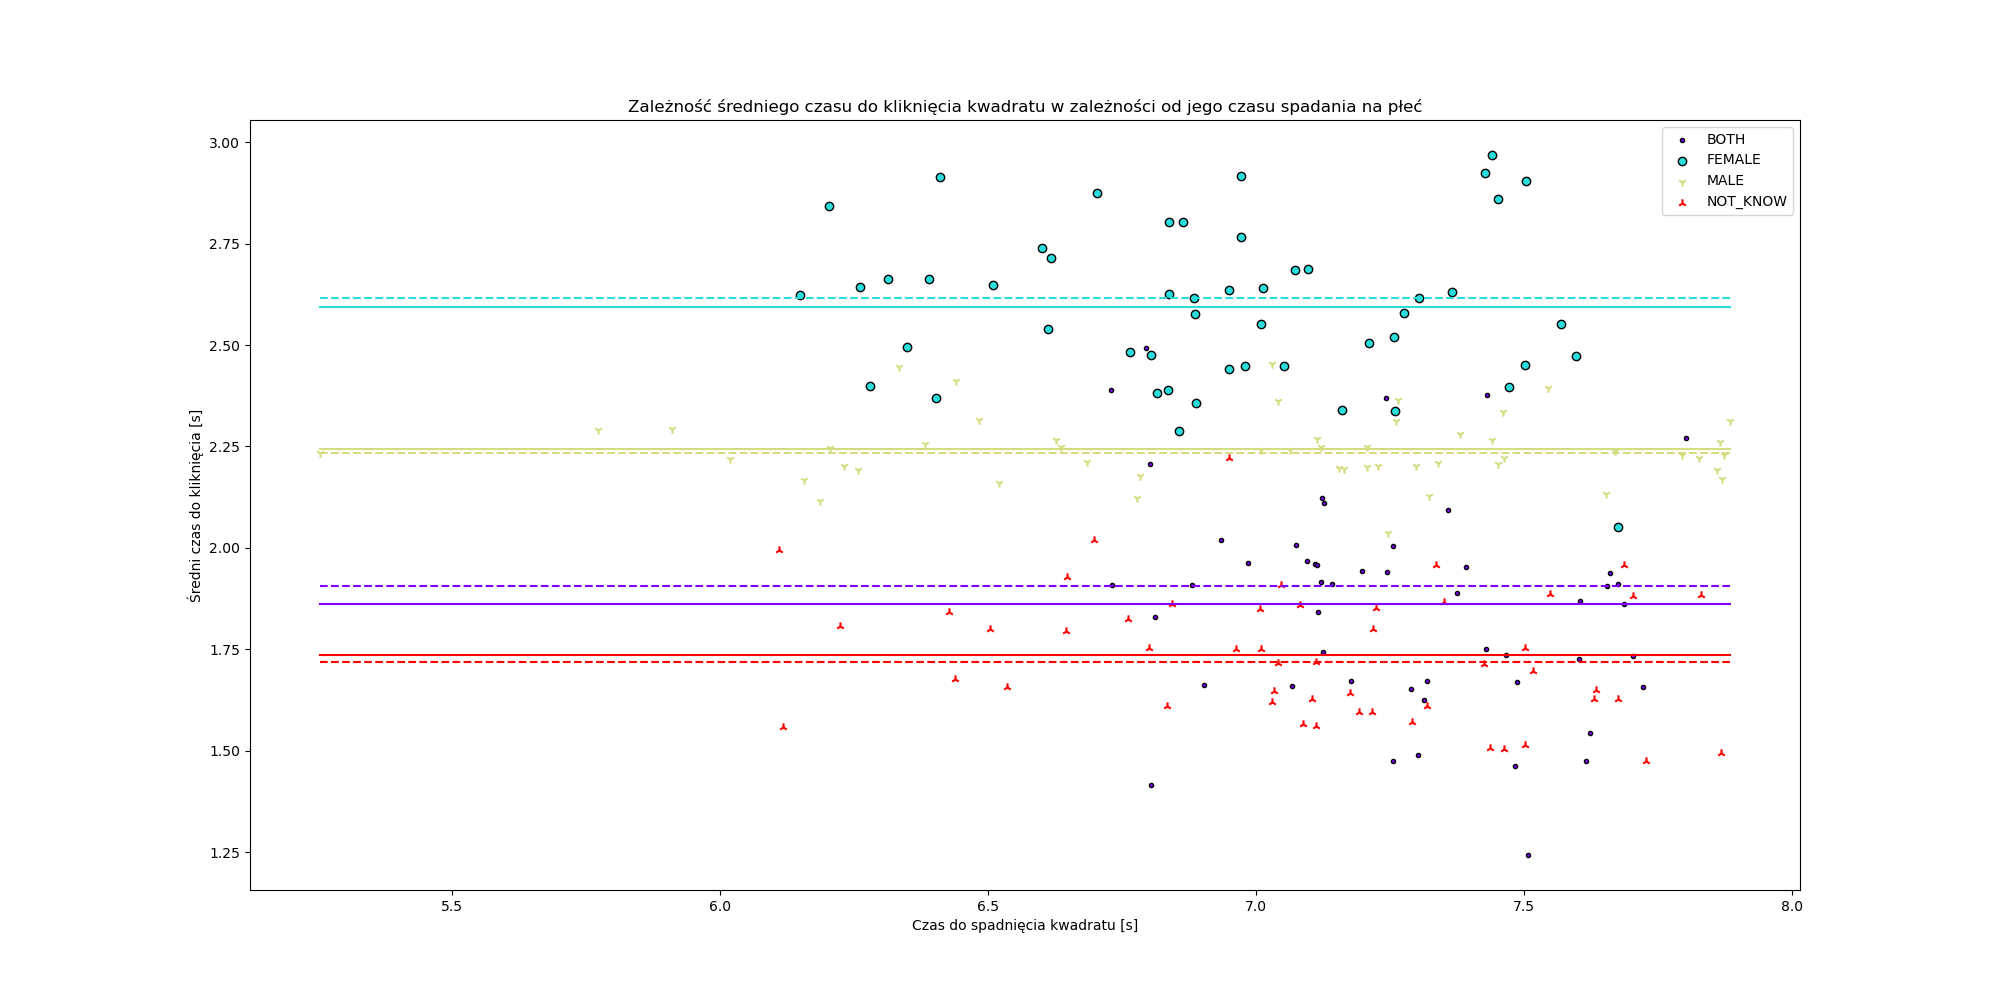 Zależność średniego czasu do kliknięcia kwadratu w zależności od jego czasu spadania na płeć
BOTH
FEMALE
MALE
NOT_KNOW
Średni czas do kliknięcia [s]
3.00
2.75
2.50
2.25
2.00
1.75
1.50
1.25
5.5 6.0 6.5 7.0 7.5 8.0
Czas do spadnięcia kwadratu [s]